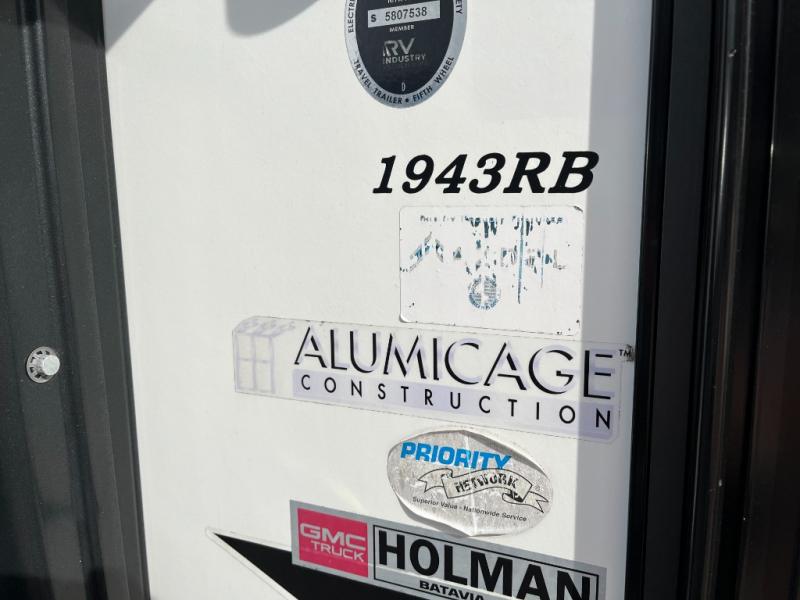 S 5807538
MEMBER
RV
INDUSTRY
TRAVEL TRAILER • FIFTH WHEEL
1943RB
ALUMICAGE™
CONSTRUCTION
PRIORITY
NETWORK
Superior Value - Nationwide Service
GMC
TRUCK
HOLMAN
BATAVIA